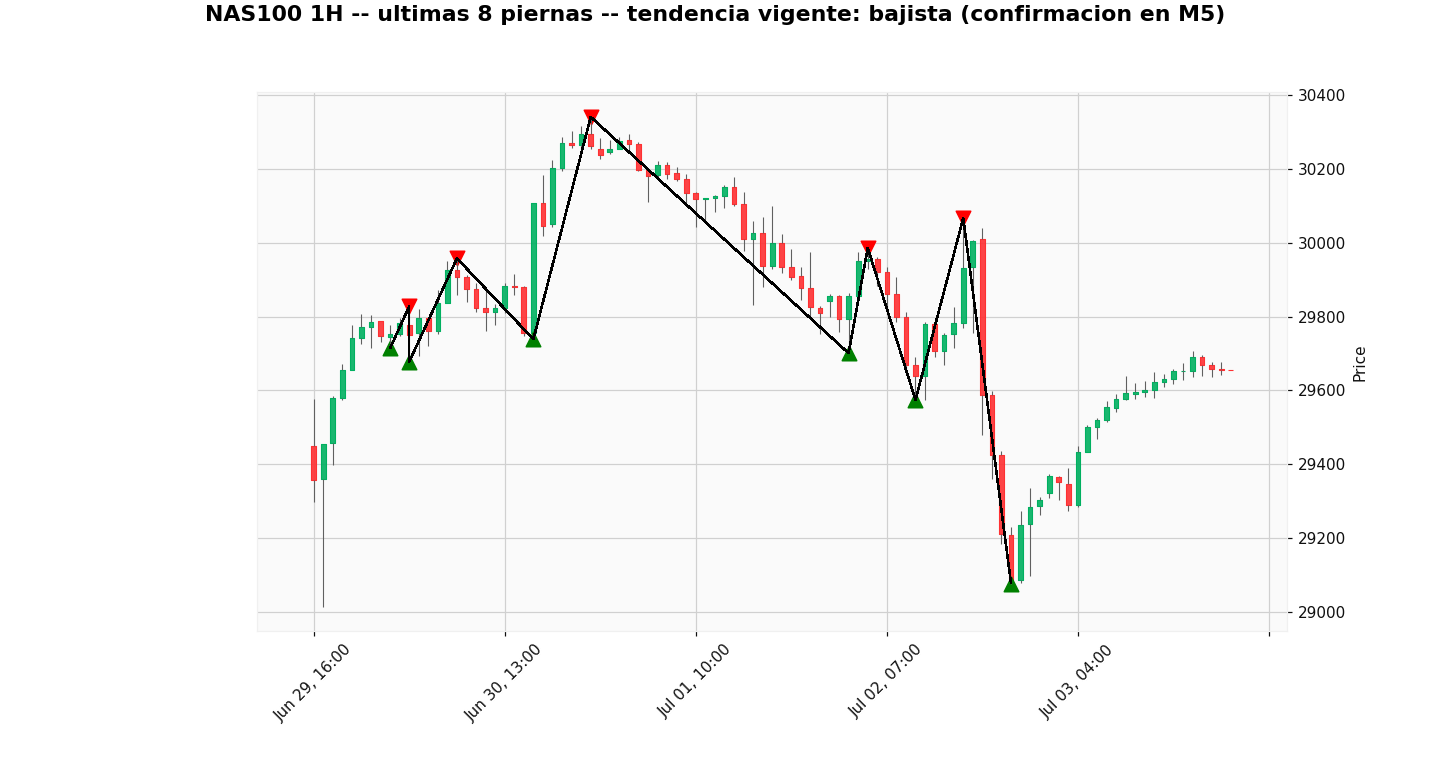 NAS100 1H -- ultimas 8 piernas -- tendencia vigente: bajista (confirmacion en M5)
30400
30200
30000
29800
29600
29400
29200
29000
Price
Jun 29, 16:00
Jun 30, 13:00
Jul 01, 10:00
Jul 02, 07:00
Jul 03, 04:00